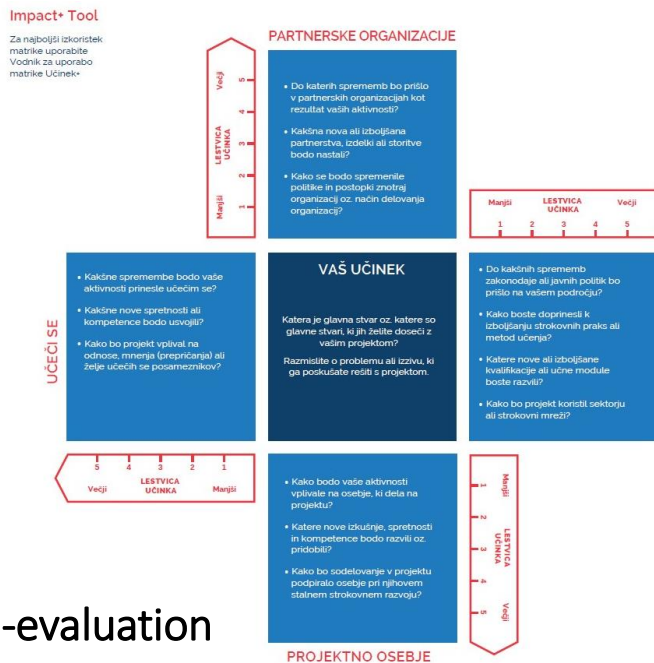 Impact+ Tool
Za najboljši izkoristek
matrike uporabite
Vodnik za uporabo
matrike Učinek+
PARTNERSKE ORGANIZACIJE
Večji
LESTVICA
UČINKA
Manjši
5
4
3
2
1
• Do katerih sprememb bo prišlo
v partnerskih organizacijah kot
rezultat vaših aktivnosti?
• Kakšna nova ali izboljšana
partnerstva, izdelki ali storitve
bodo nastali?
• Kako se bodo spremenile
politike in postopki znotraj
organizacij oz. način delovanja
organizacij?
Manjši
LESTVICA
UČINKA
Večji
1 2 3 4 5
UČEČI SE
• Kakšne spremembe bodo vaše
aktivnosti prinesle učečim se?
• Kakšne nove spretnosti ali
kompetence bodo usvojili?
• Kako bo projekt vplival na
odnose, mnenja (prepričanja) ali
želje učečih se posameznikov?
VAŠ UČINEK
Katera je glavna stvar oz. katere so
glavne stvari, ki jih želite doseči z
vašim projektom?
Razmislite o problemu ali izzivu, ki
ga poskušate rešiti s projektom.
• Do kakšnih sprememb
zakonodaje ali javnih politik bo
prišlo na vašem področju?
• Kako boste doprinesli k
izboljšanju strokovnih praks ali
metod učenja?
• Katere nove ali izboljšane
kvalifikacije ali učne module
boste razvili?
• Kako bo projekt koristil sektorju
ali strokovni mreži?
5 4 3 2 1
Večji
LESTVICA
UČINKA
Manjši
• Kako bodo vaše aktivnosti
vplivale na osebje, ki dela na
projektu?
• Katere nove izkušnje, spretnosti
in kompetence bodo razvili oz.
pridobili?
• Kako bo sodelovanje v projektu
podpiralo osebje pri njihovem
stalnem strokovnem razvoju?
1
2
3
4
5
Manjši
LESTVICA
UČINKA
Večji
-evaluation
PROJEKTNO OSEBJE